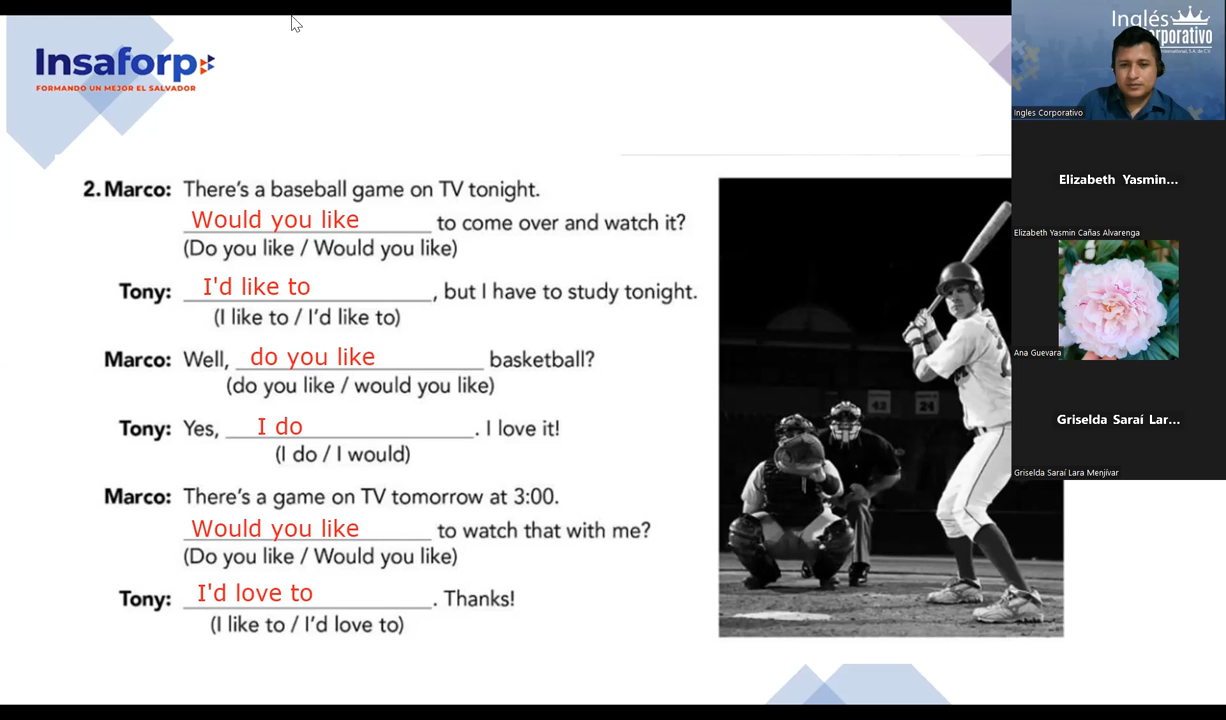 Insaforp
FORMANDO UN MEJOR EL SALVADOR
2. Marco: There's a baseball game on TV tonight.
Would you like to come over and watch it?
(Do you like / Would you like)
Tony: I'd like to, but I have to study tonight.
(I like to / I'd like to)
Marco: Well, do you like basketball?
(do you like / would you like)
Tony: Yes, I do. I love it!
(I do / I would)
Marco: There's a game on TV tomorrow at 3:00.
Would you like to watch that with me?
(Do you like / Would you like)
Tony: I'd love to. Thanks!
(I like to / I'd love to)
42
24
Inglés
orporativo
International, S.A. de C.V.
Ingles Corporativo
Elizabeth Yasmin...
Elizabeth Yasmin Cañas Alvarenga
Ana Guevara
Griselda Saraí Lar...
Griselda Saraí Lara Menjívar